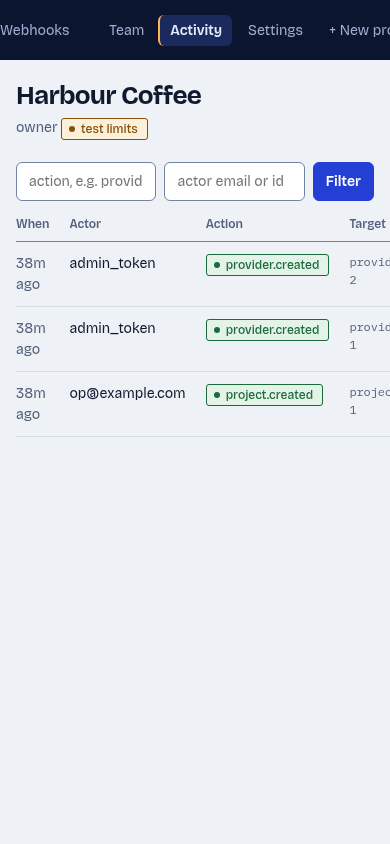 Webhooks Team Activity Settings + New pro
Harbour Coffee
owner test limits
action, e.g. provid actor email or id Filter
When Actor Action Target
38m ago admin_token provider.created provid 2
38m ago admin_token provider.created provid 1
38m ago op@example.com project.created projec 1